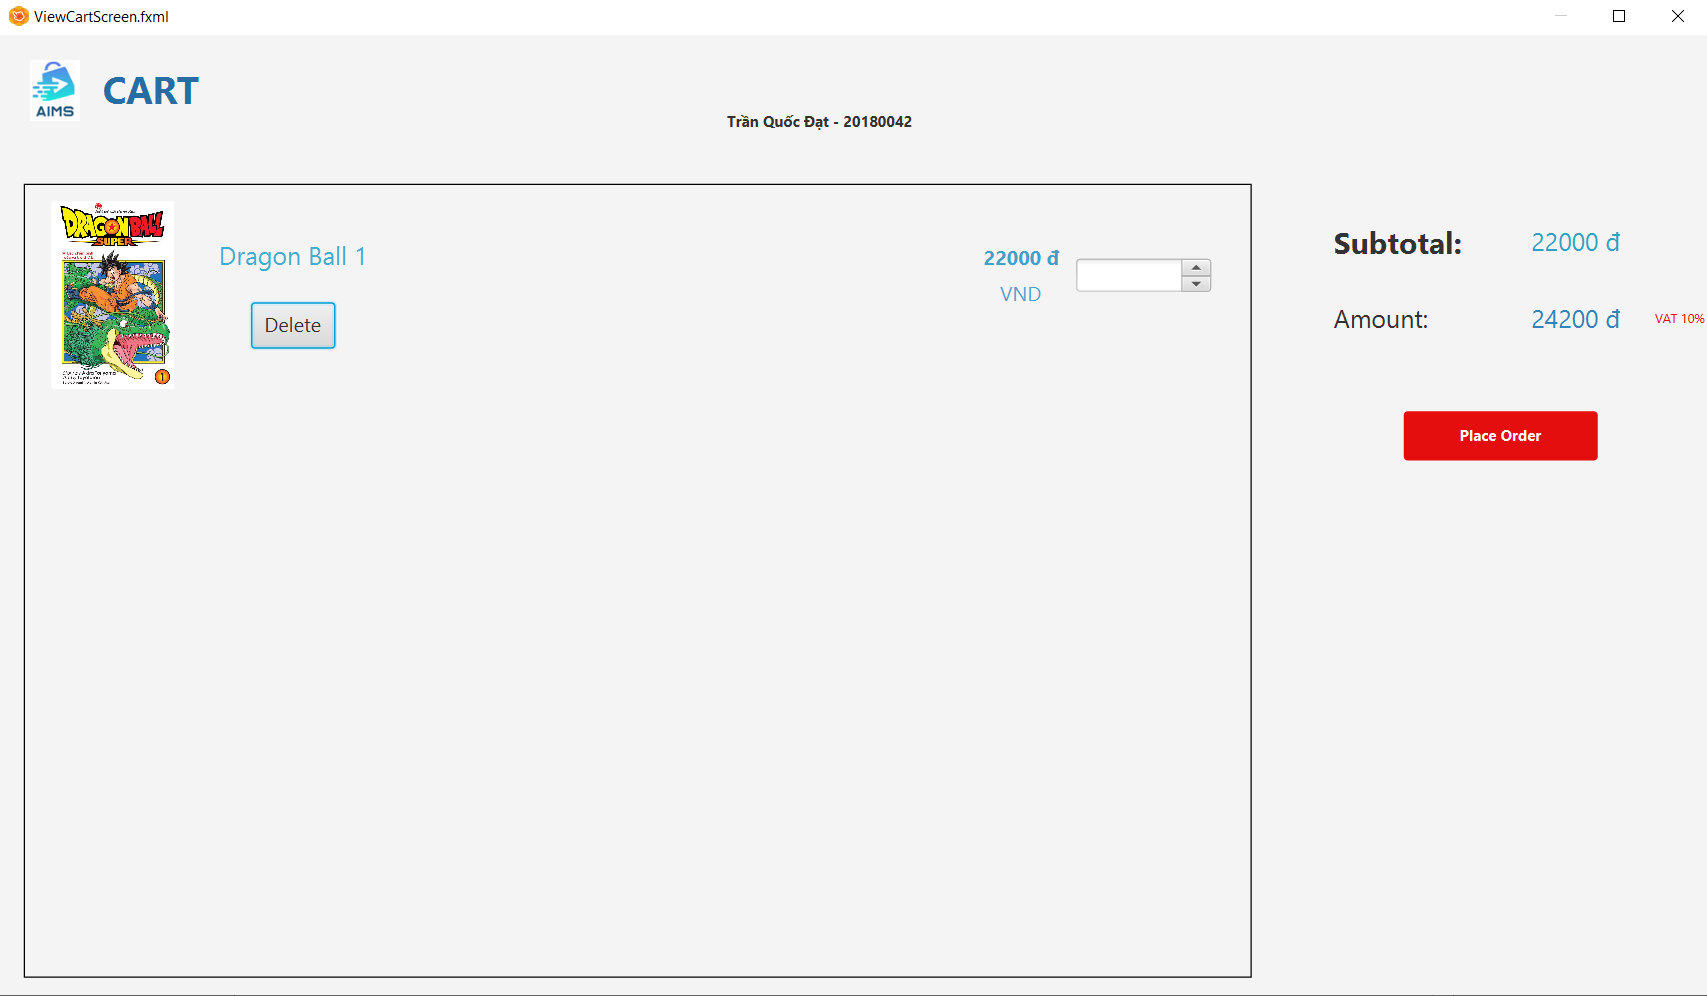 ViewCartScreen.fxml
AIMS
CART
Trần Quốc Đạt - 20180042
DRAGON BALL
SUPER
1
Dragon Ball 1
Delete
22000 đ
VND
Subtotal: 22000 đ
Amount: 24200 đ VAT 10%
Place Order